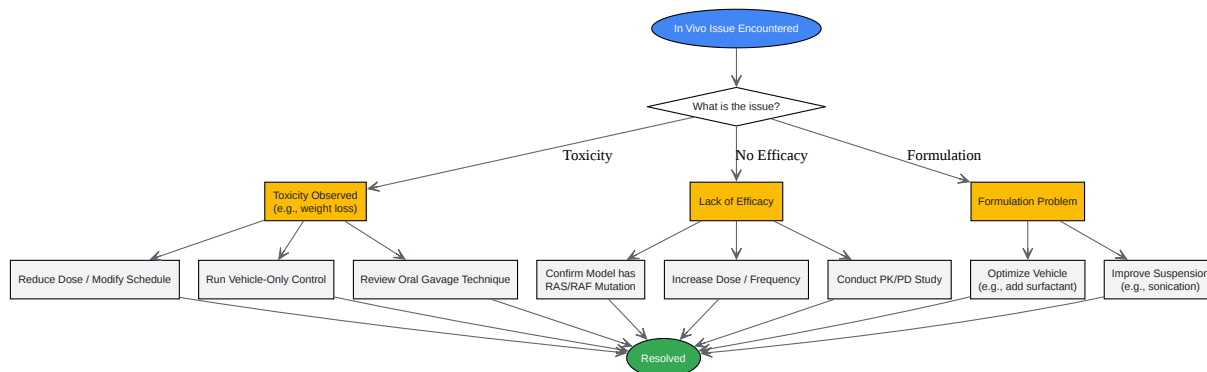 In Vivo Issue Encountered
What is the issue?
Toxicity
No Efficacy
Formulation
Toxicity Observed
(e.g., weight loss)
Lack of Efficacy
Formulation Problem
Reduce Dose / Modify Schedule
Run Vehicle-Only Control
Review Oral Gavage Technique
Confirm Model has
RAS/RAF Mutation
Increase Dose / Frequency
Conduct PK/PD Study
Optimize Vehicle
(e.g., add surfactant)
Improve Suspension
(e.g., sonication)
Resolved